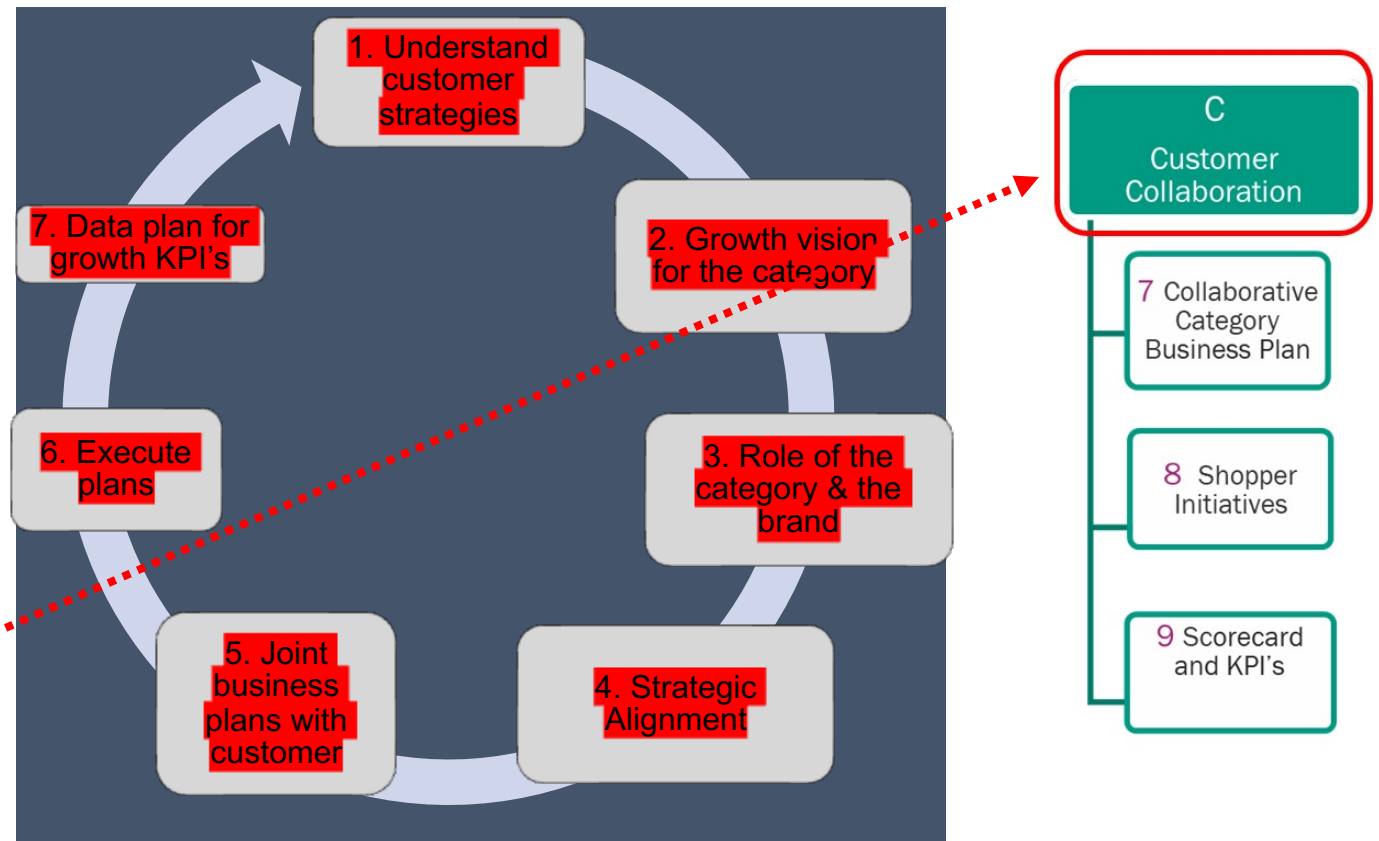 1. Understand
customer
strategies
2. Growth vision
for the category
3. Role of the
category & the
brand
4. Strategic
Alignment
5. Joint
business
plans with
customer
6. Execute
plans
7. Data plan for
growth KPI's
C
Customer
Collaboration
7 Collaborative
Category
Business Plan
8 Shopper
Initiatives
9 Scorecard
and KPI's